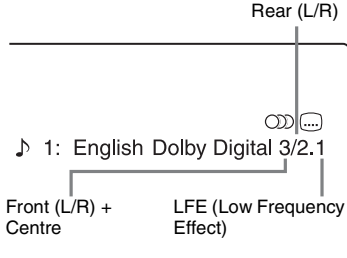 Rear (L/R)
♪ 1: English Dolby Digital 3/2.1
Front (L/R) +
Centre
LFE (Low Frequency
Effect)